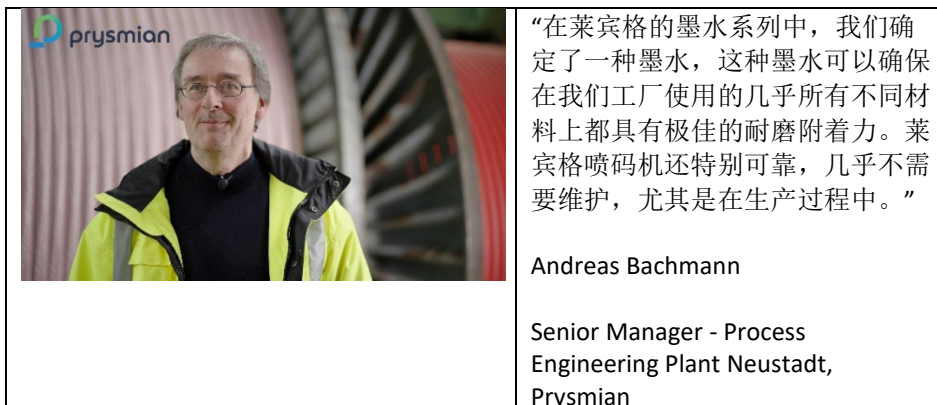 prysmian
“在莱宾格的墨水系列中，我们确
定了一种墨水，这种墨水可以确保
在我们工厂使用的几乎所有不同材
料上都具有极佳的耐磨附着力。莱
宾格喷码机还特别可靠，几乎不需
要维护，尤其是在生产过程中。”
Andreas Bachmann
Senior Manager - Process
Engineering Plant Neustadt,
Prysmian